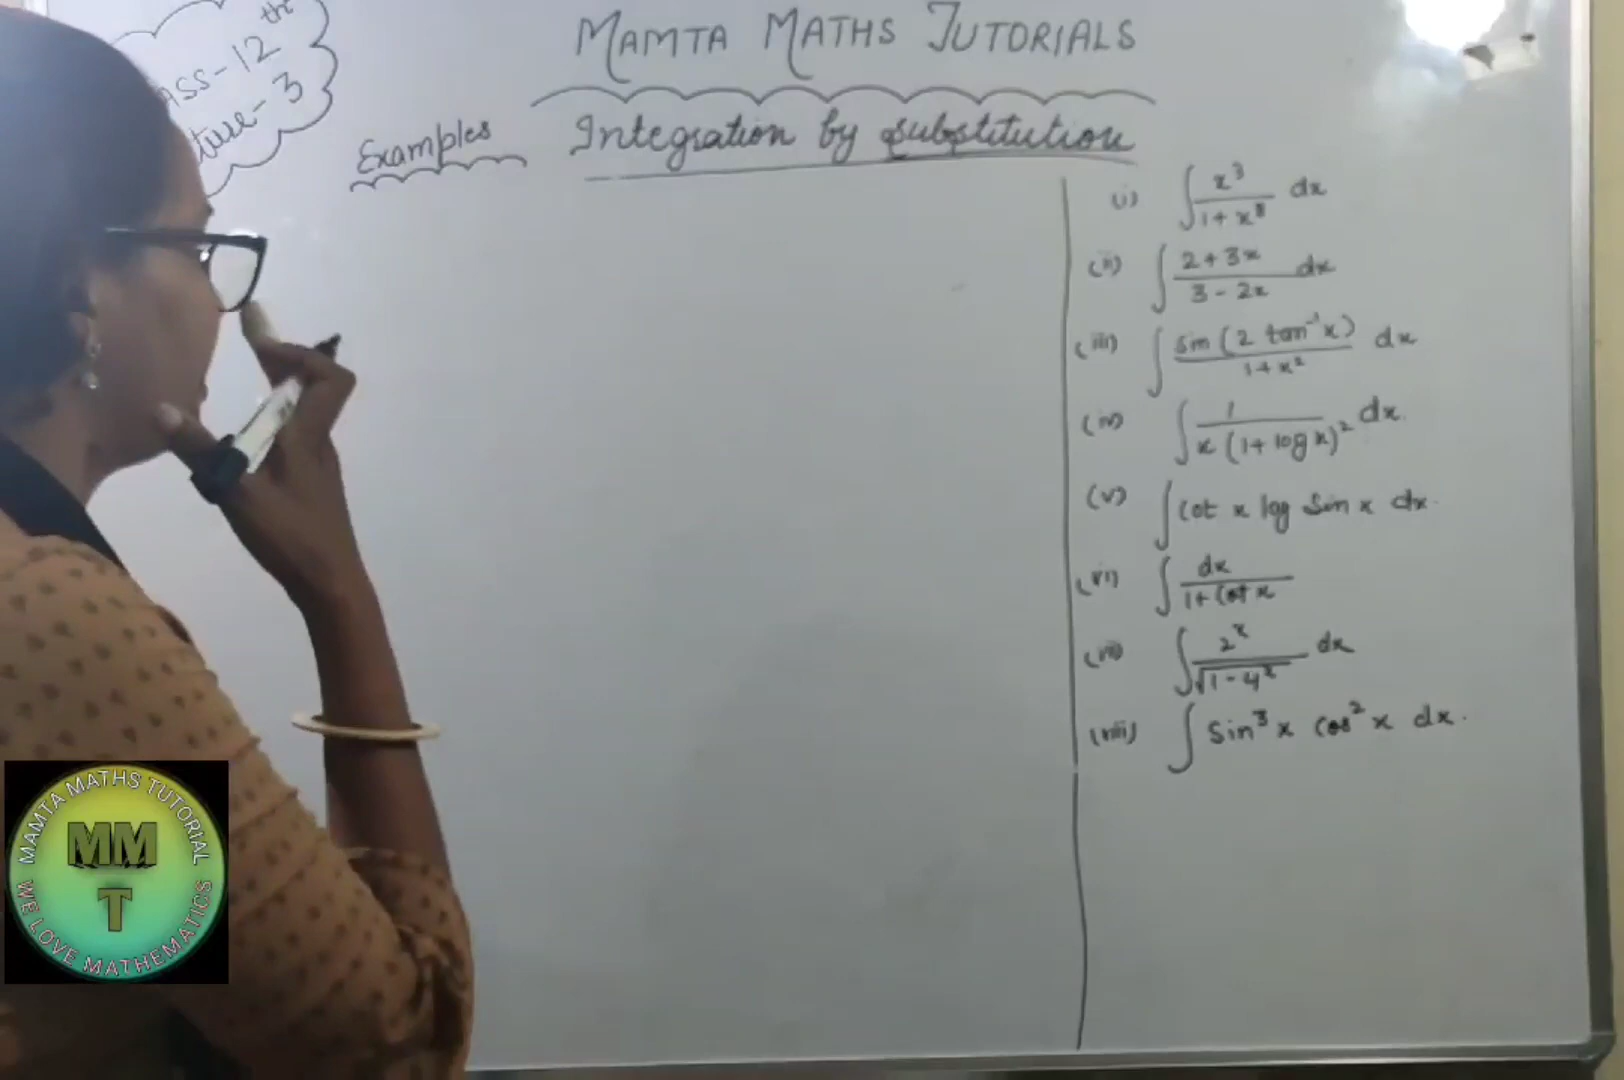 12th
3
MAMTA MATHS TUTORIALS
Examples
Integration by substitution
(i) ∫ x³/(1+x⁸) dx
(ii) ∫ (2+3x)/(3-2x) dx
(iii) ∫ sin(2 tan⁻¹x)/(1+x²) dx
(iv) ∫ 1/(x(1+log x)²) dx.
(v) ∫ Cot x log Sin x dx.
(vi) ∫ dx/(1+Cot x)
(vii) ∫ 2ˣ/√(1-4ˣ) dx
(viii) ∫ Sin³x Cos²x dx.
MAMTA MATHS TUTORIAL
MM
T
WE LOVE MATHEMATICS